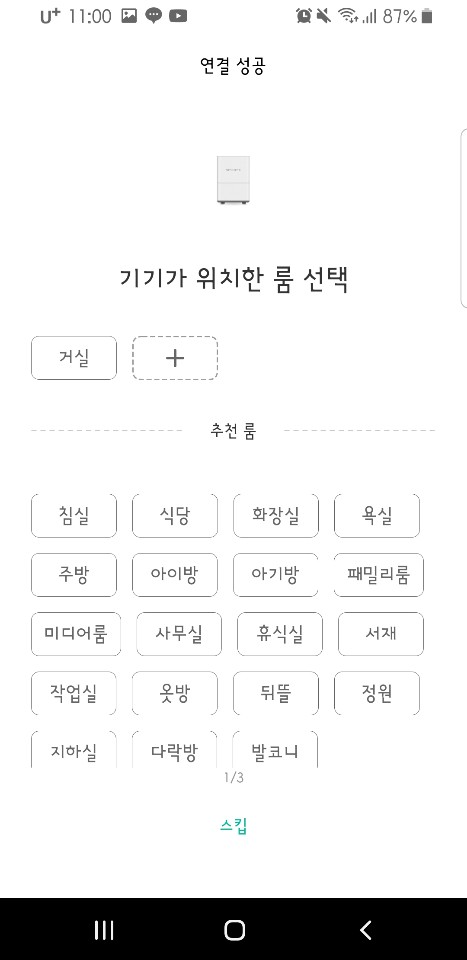 U+ 11:00 87%
연결 성공
기기가 위치한 룸 선택
거실 +
추천 룸
침실 식당 화장실 욕실
주방 아이방 아기방 패밀리룸
미디어룸 사무실 휴식실 서재
작업실 옷방 뒤뜰 정원
지하실 다락방 발코니
1/3
스킵